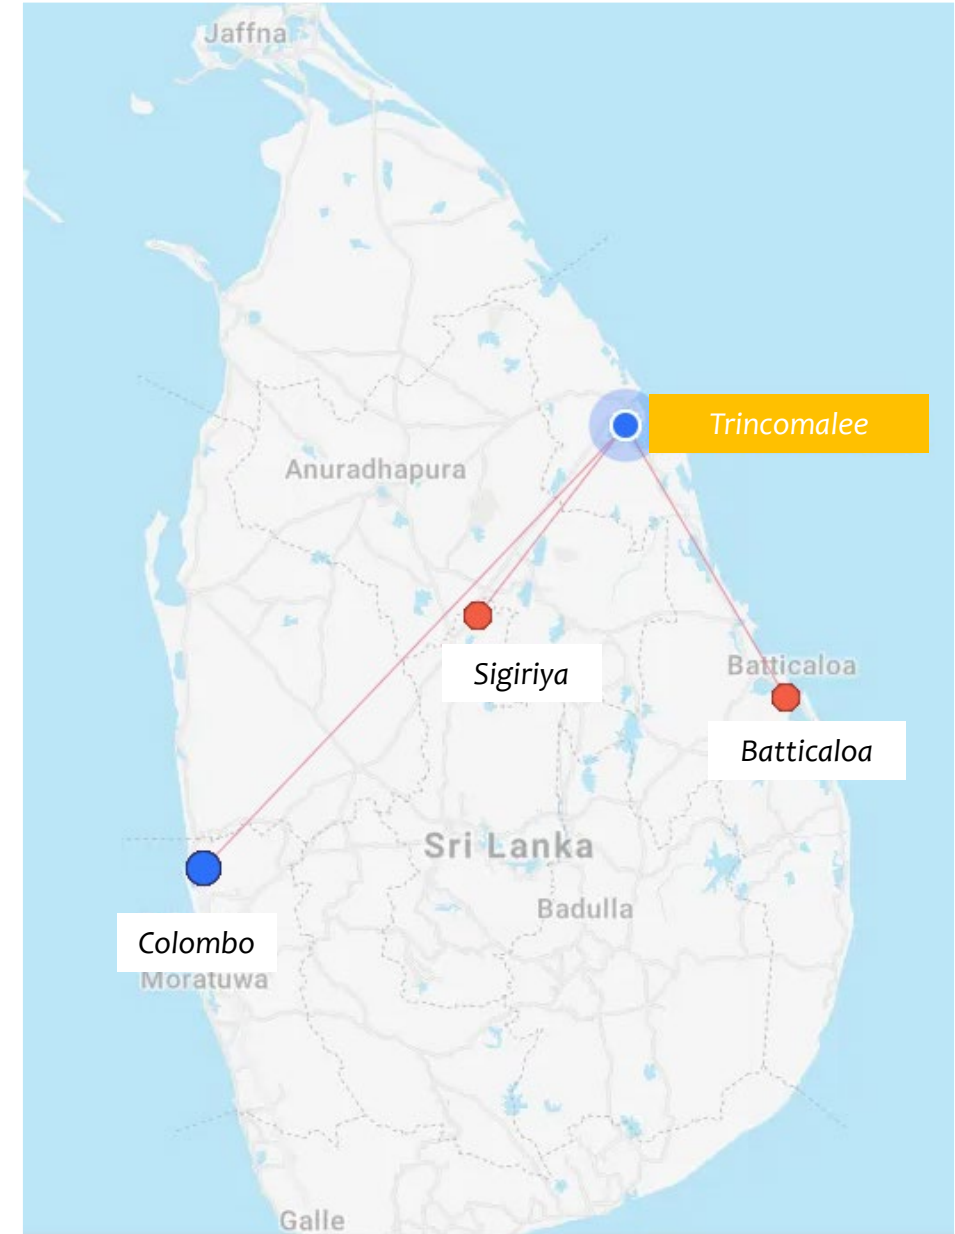 Jaffna
Trincomalee
Anuradhapura
Batticaloa
Sigiriya
Batticaloa
Sri Lanka
Badulla
Colombo
Moratuwa
Galle